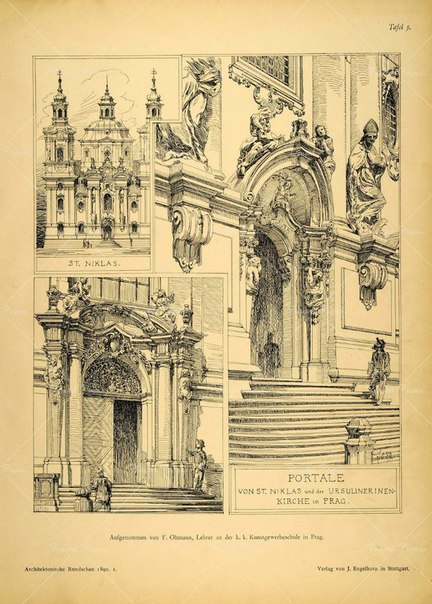 Tafel 3.
ST. NIKLAS.
PORTALE
VON ST. NIKLAS und der URSULINERINEN-
KIRCHE in PRAG.
Aufgenommen von F. Ohmann, Lehrer an der k. k. Kunstgewerbeschule in Prag.
Architektonische Rundschau 1890. 1.
Verlag von J. Engelhorn in Stuttgart.